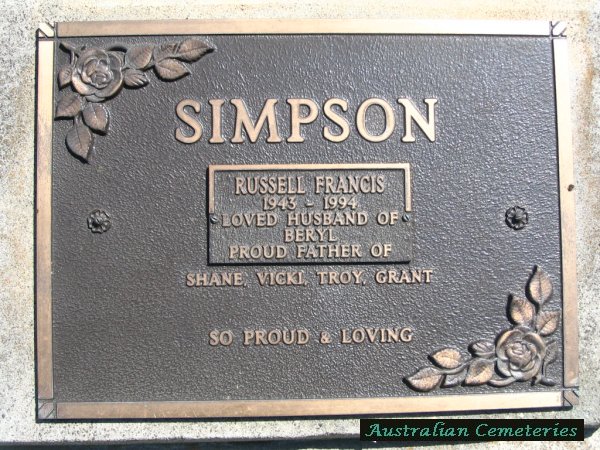 SIMPSON
RUSSELL FRANCIS
1943 - 1994
LOVED HUSBAND OF
BERYL
PROUD FATHER OF
SHANE, VICKI, TROY, GRANT
SO PROUD & LOVING
Australian Cemeteries